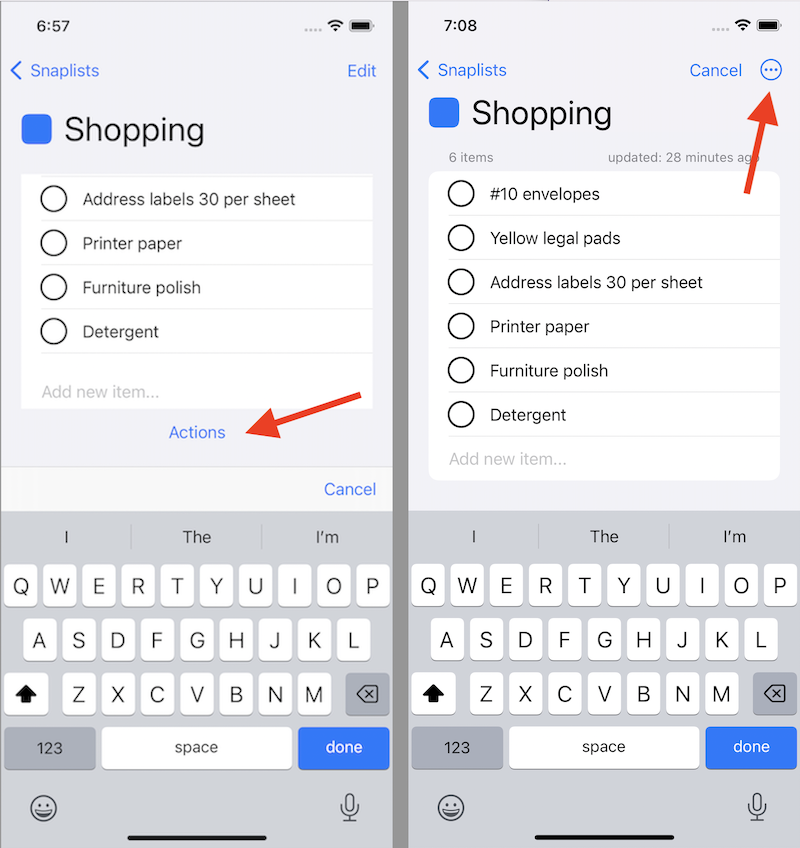 6:57
Snaplists
Edit
Shopping
Address labels 30 per sheet
Printer paper
Furniture polish
Detergent
Add new item...
Actions
Cancel
I The I'm
Q W E R T Y U I O P
A S D F G H J K L
Z X C V B N M
123 space done
7:08
Snaplists
Cancel
Shopping
6 items
updated: 28 minutes ago
#10 envelopes
Yellow legal pads
Address labels 30 per sheet
Printer paper
Furniture polish
Detergent
Add new item...
I The I'm
Q W E R T Y U I O P
A S D F G H J K L
Z X C V B N M
123 space done